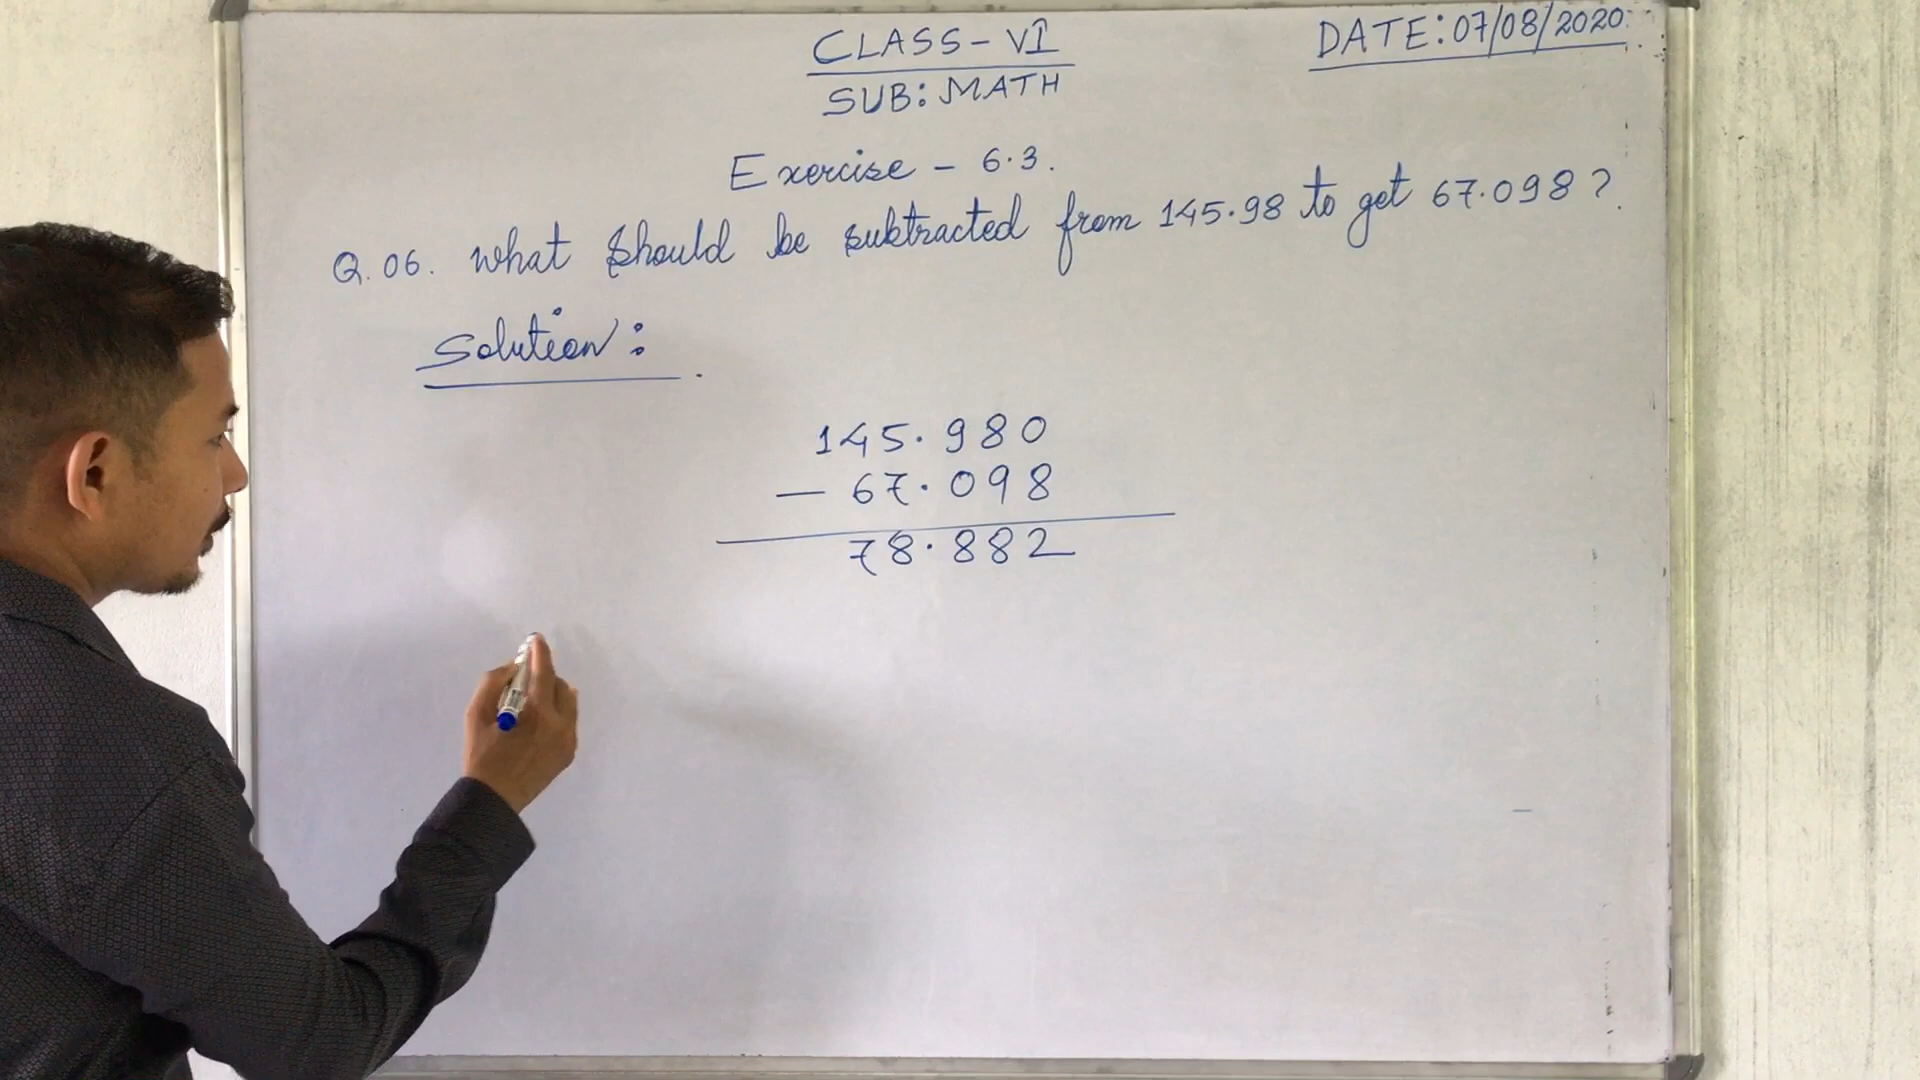 CLASS - VI
DATE: 07/08/2020
SUB: MATH
Exercise - 6.3.
Q. 06. What should be subtracted from 145.98 to get 67.098?
Solution:
145.980
- 67.098
78.882